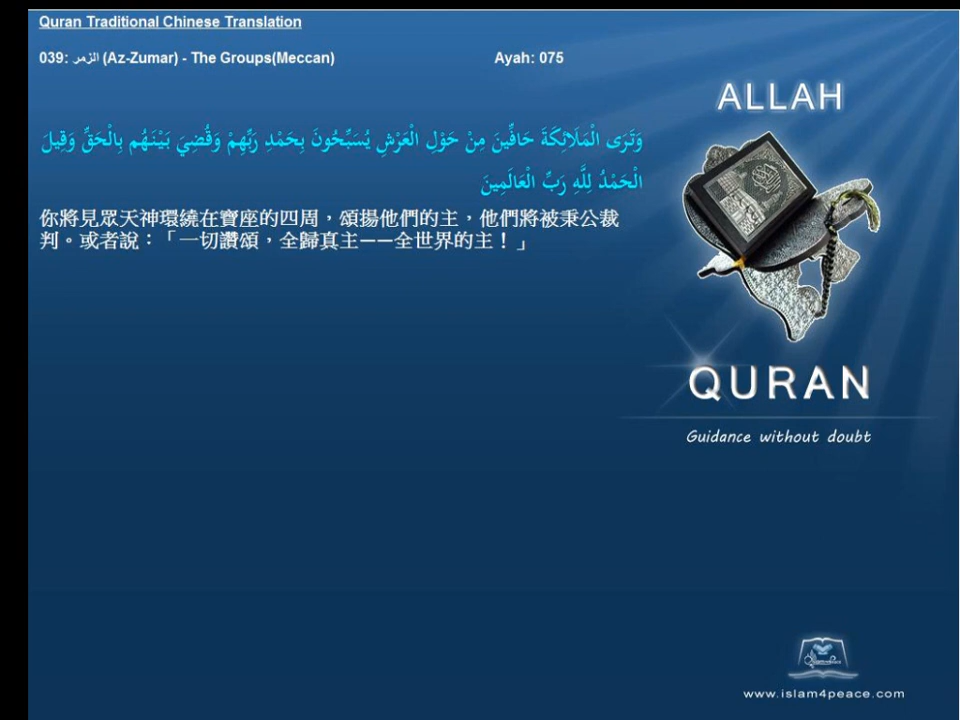 Quran Traditional Chinese Translation
039: الزمر (Az-Zumar) - The Groups(Meccan) Ayah: 075
وَتَرَى الْمَلَائِكَةَ حَافِّينَ مِنْ حَوْلِ الْعَرْشِ يُسَبِّحُونَ بِحَمْدِ رَبِّهِمْ وَقُضِيَ بَيْنَهُم بِالْحَقِّ وَقِيلَ
الْحَمْدُ لِلَّهِ رَبِّ الْعَالَمِينَ
你將見眾天神環繞在寶座的四周，頌揚他們的主，他們將被秉公裁
判。或者說：「一切讚頌，全歸真主——全世界的主！」
ALLAH
QURAN
Guidance without doubt
www.islam4peace.com